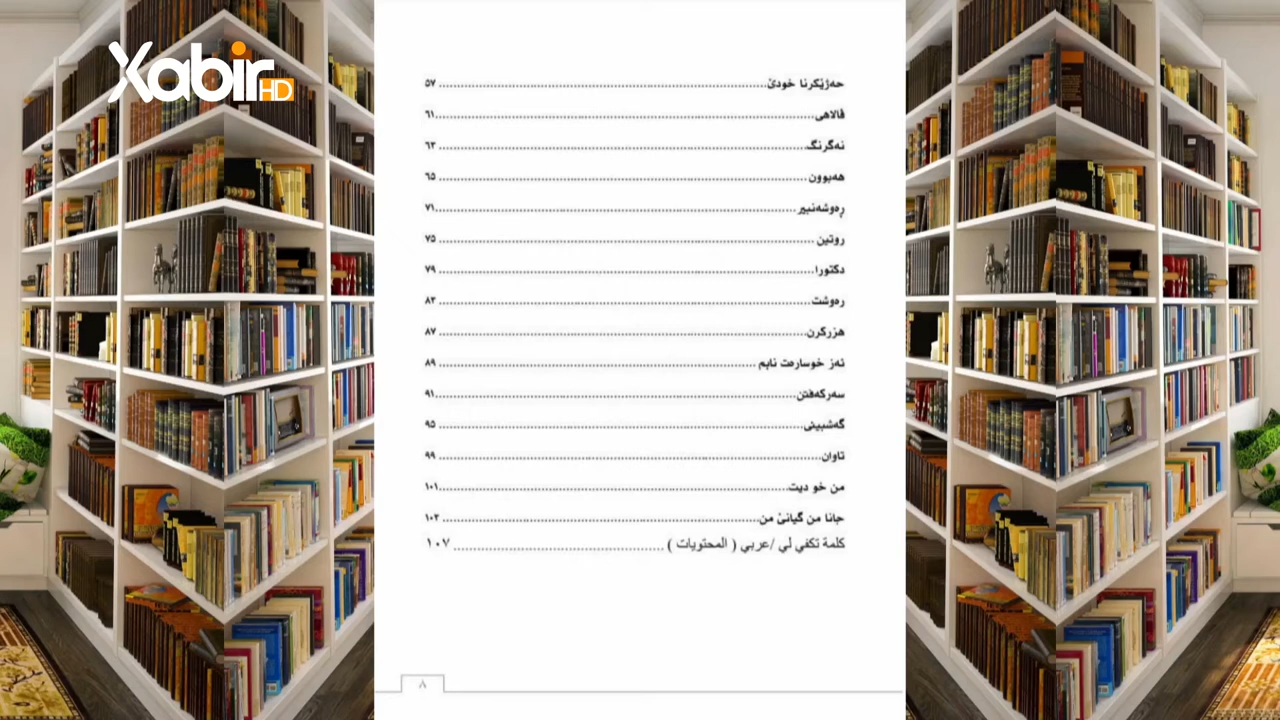 Xabir HD
حەژێکرنا خودێ ........ ٥٧
ڤالاهی ........ ٦١
نەگرنگ ........ ٦٣
هەبوون ........ ٦٥
ڕەوشەنبیر ........ ٧١
روتین ........ ٧٥
دکتورا ........ ٧٩
رەوشت ........ ٨٣
هزرکرن ........ ٨٧
ئەز خوسارەت نابم ........ ٨٩
سەرکەفتن ........ ٩١
گەشبینی ........ ٩٥
تاوان ........ ٩٩
من خو دیت ........ ١٠١
جانا من گیانێ من ........ ١٠٣
كلمة تكفي لي /عربي ( المحتويات ) ........ ١٠٧
٨